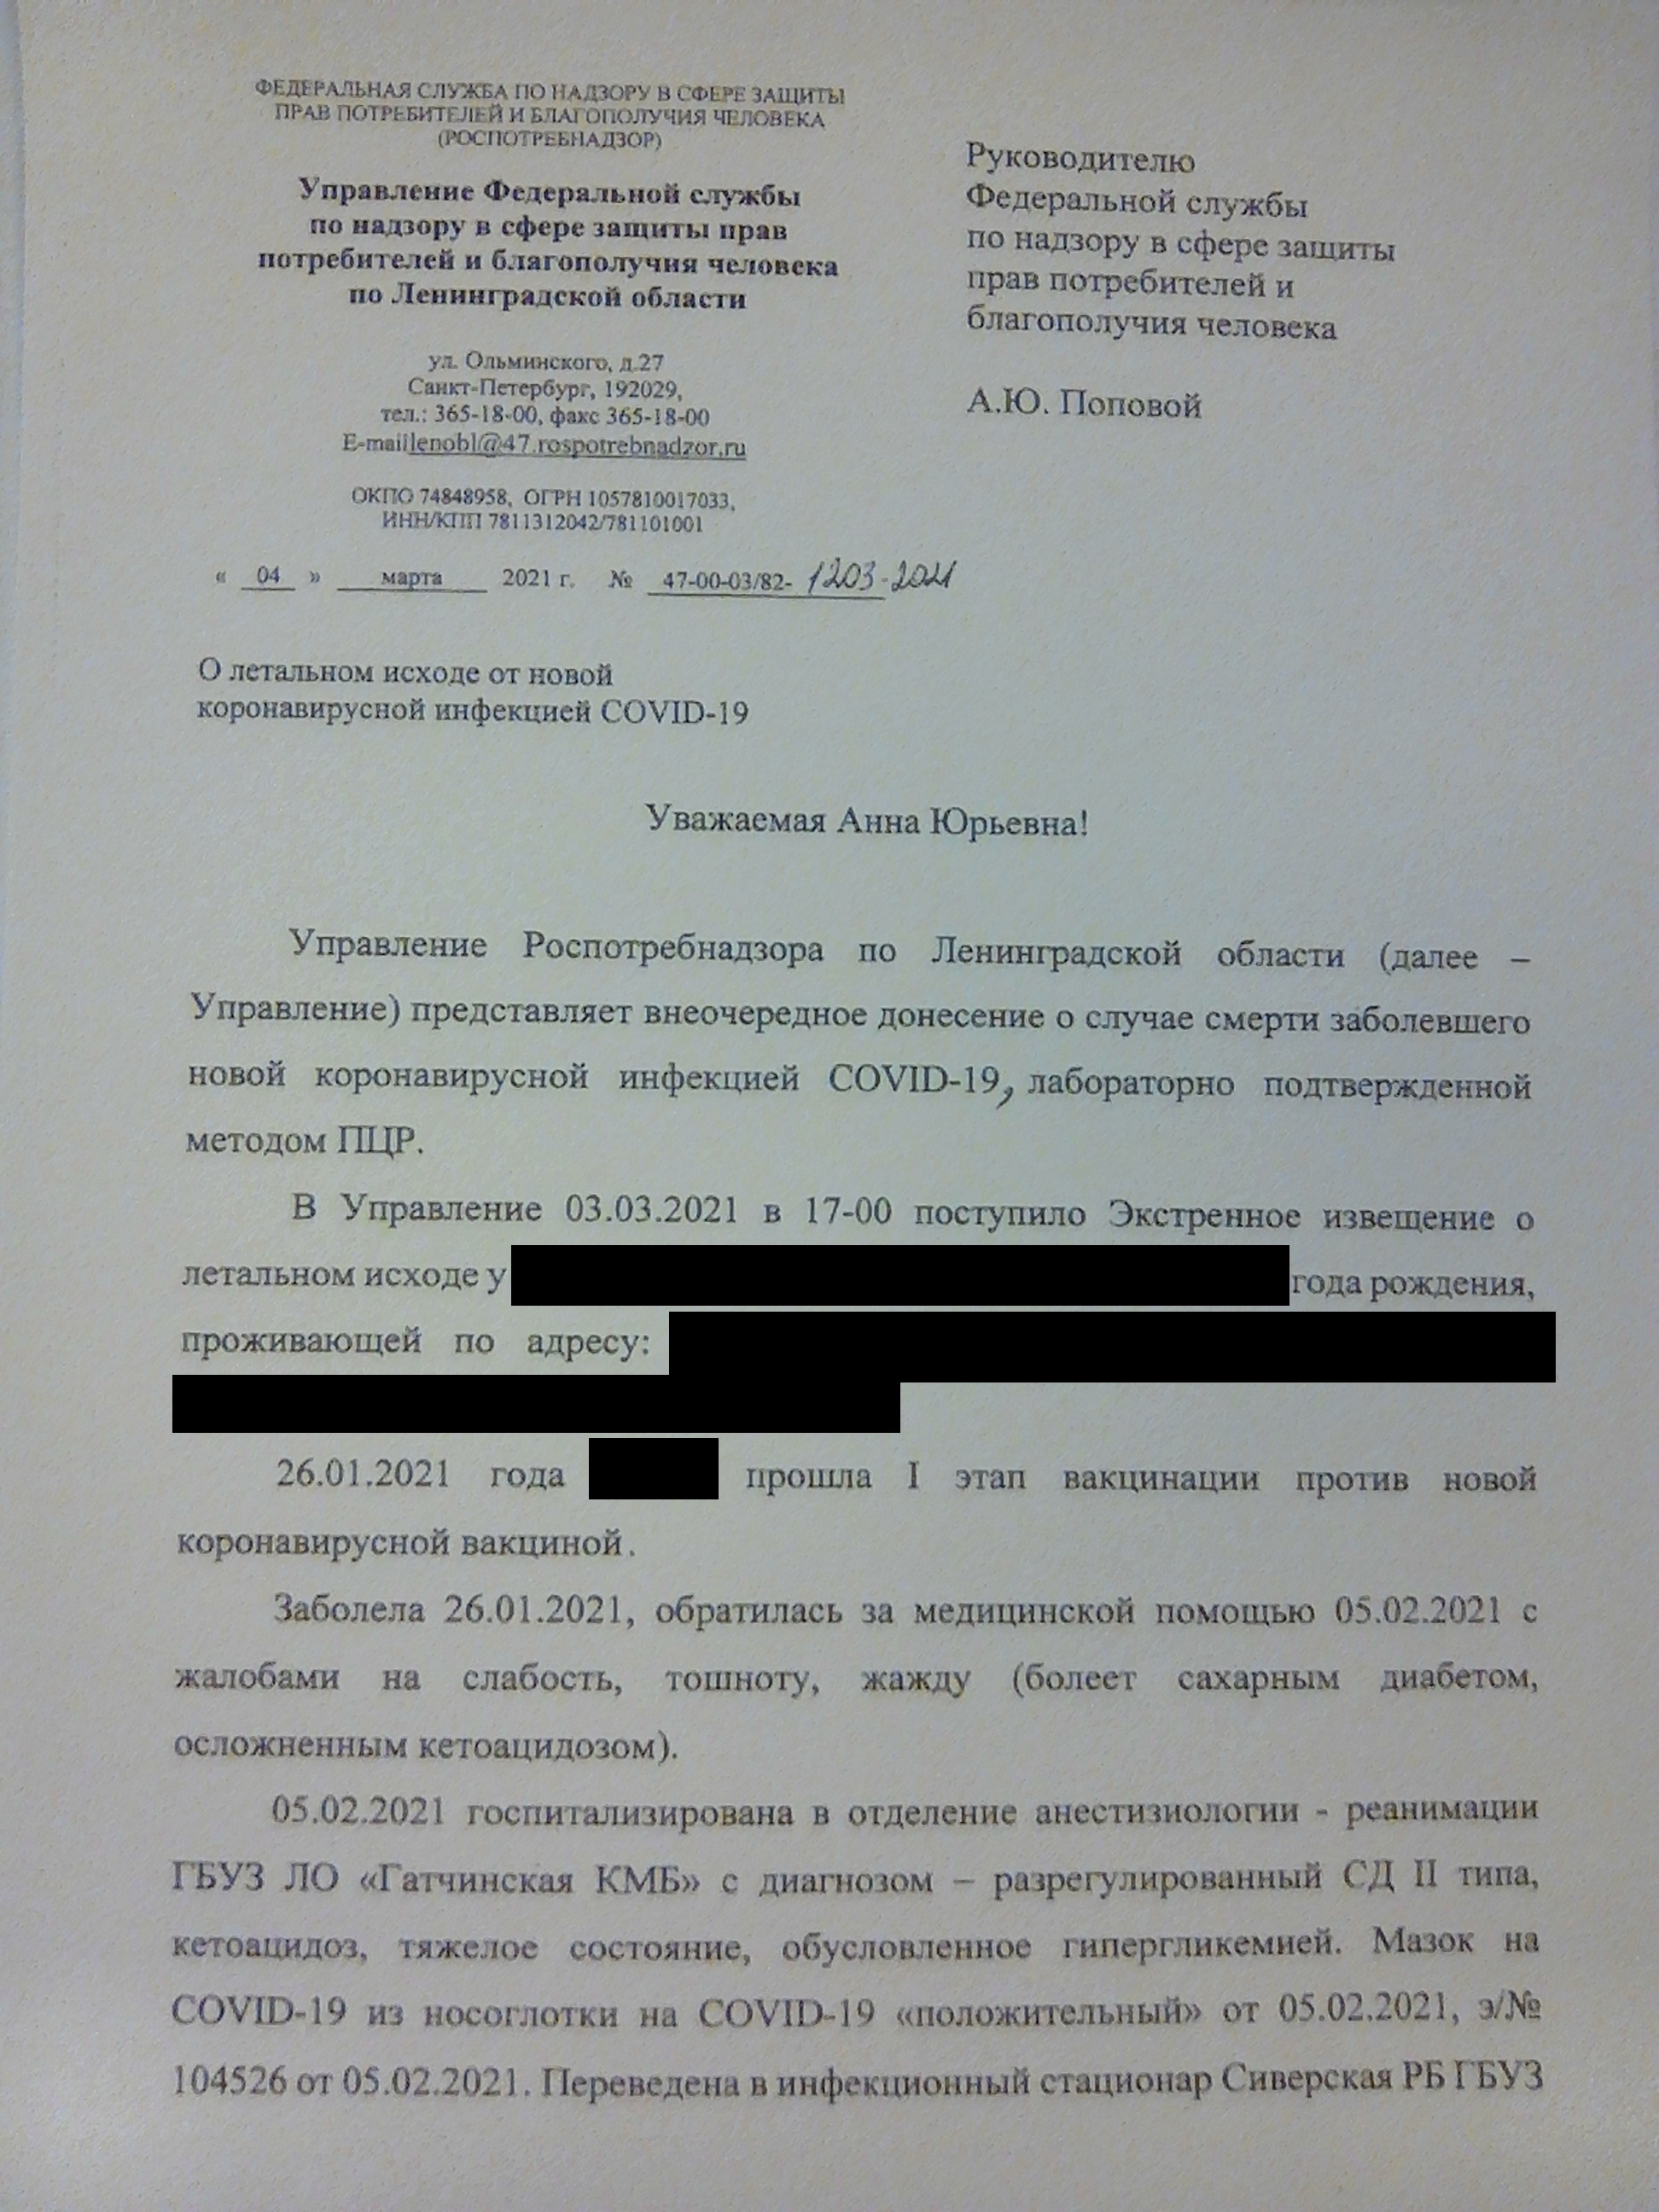 ФЕДЕРАЛЬНАЯ СЛУЖБА ПО НАДЗОРУ В СФЕРЕ ЗАЩИТЫ
ПРАВ ПОТРЕБИТЕЛЕЙ И БЛАГОПОЛУЧИЯ ЧЕЛОВЕКА
(РОСПОТРЕБНАДЗОР)
Управление Федеральной службы
по надзору в сфере защиты прав
потребителей и благополучия человека
по Ленинградской области
ул. Ольминского, д.27
Санкт-Петербург, 192029,
тел.: 365-18-00, факс 365-18-00
E-maillenobl@47.rospotrebnadzor.ru
ОКПО 74848958, ОГРН 1057810017033,
ИНН/КПП 7811312042/781101001
« 04 » марта 2021 г. № 47-00-03/82- 1203-2021
Руководителю
Федеральной службы
по надзору в сфере защиты
прав потребителей и
благополучия человека
А.Ю. Поповой
О летальном исходе от новой
коронавирусной инфекцией COVID-19
Уважаемая Анна Юрьевна!
Управление Роспотребнадзора по Ленинградской области (далее –
Управление) представляет внеочередное донесение о случае смерти заболевшего
новой коронавирусной инфекцией COVID-19, лабораторно подтвержденной
методом ПЦР.
В Управление 03.03.2021 в 17-00 поступило Экстренное извещение о
летальном исходе у года рождения,
проживающей по адресу:
26.01.2021 года прошла I этап вакцинации против новой
коронавирусной вакциной.
Заболела 26.01.2021, обратилась за медицинской помощью 05.02.2021 с
жалобами на слабость, тошноту, жажду (болеет сахарным диабетом,
осложненным кетоацидозом).
05.02.2021 госпитализирована в отделение анестизиологии - реанимации
ГБУЗ ЛО «Гатчинская КМБ» с диагнозом – разрегулированный СД II типа,
кетоацидоз, тяжелое состояние, обусловленное гипергликемией. Мазок на
COVID-19 из носоглотки на COVID-19 «положительный» от 05.02.2021, э/№
104526 от 05.02.2021. Переведена в инфекционный стационар Сиверская РБ ГБУЗ